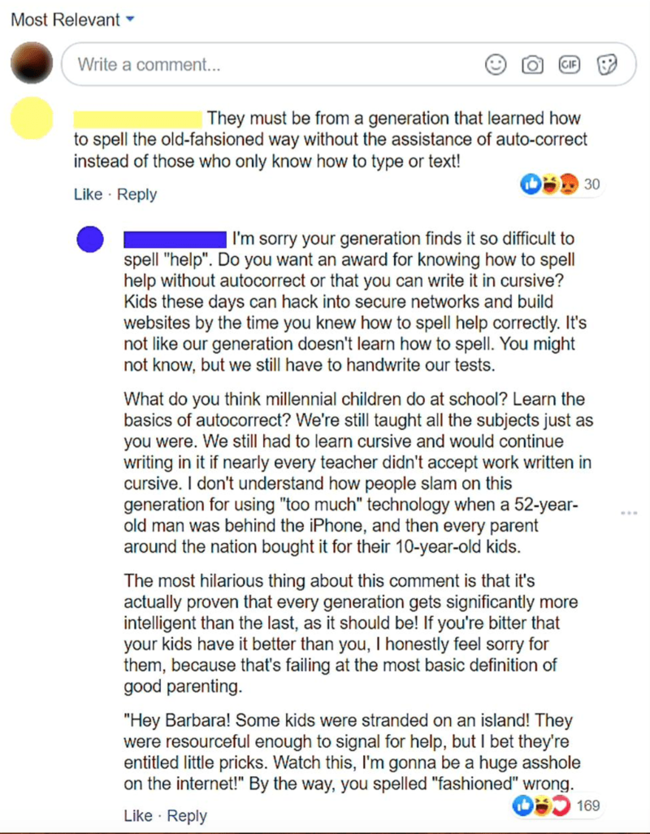 Most Relevant
Write a comment...
GIF
They must be from a generation that learned how
to spell the old-fahsioned way without the assistance of auto-correct
instead of those who only know how to type or text!
30
Like · Reply
I'm sorry your generation finds it so difficult to
spell "help". Do you want an award for knowing how to spell
help without autocorrect or that you can write it in cursive?
Kids these days can hack into secure networks and build
websites by the time you knew how to spell help correctly. It's
not like our generation doesn't learn how to spell. You might
not know, but we still have to handwrite our tests.
What do you think millennial children do at school? Learn the
basics of autocorrect? We're still taught all the subjects just as
you were. We still had to learn cursive and would continue
writing in it if nearly every teacher didn't accept work written in
cursive. I don't understand how people slam on this
generation for using "too much" technology when a 52-year-
old man was behind the iPhone, and then every parent
around the nation bought it for their 10-year-old kids.
The most hilarious thing about this comment is that it's
actually proven that every generation gets significantly more
intelligent than the last, as it should be! If you're bitter that
your kids have it better than you, I honestly feel sorry for
them, because that's failing at the most basic definition of
good parenting.
"Hey Barbara! Some kids were stranded on an island! They
were resourceful enough to signal for help, but I bet they're
entitled little pricks. Watch this, I'm gonna be a huge asshole
on the internet!" By the way, you spelled "fashioned" wrong.
169
Like · Reply